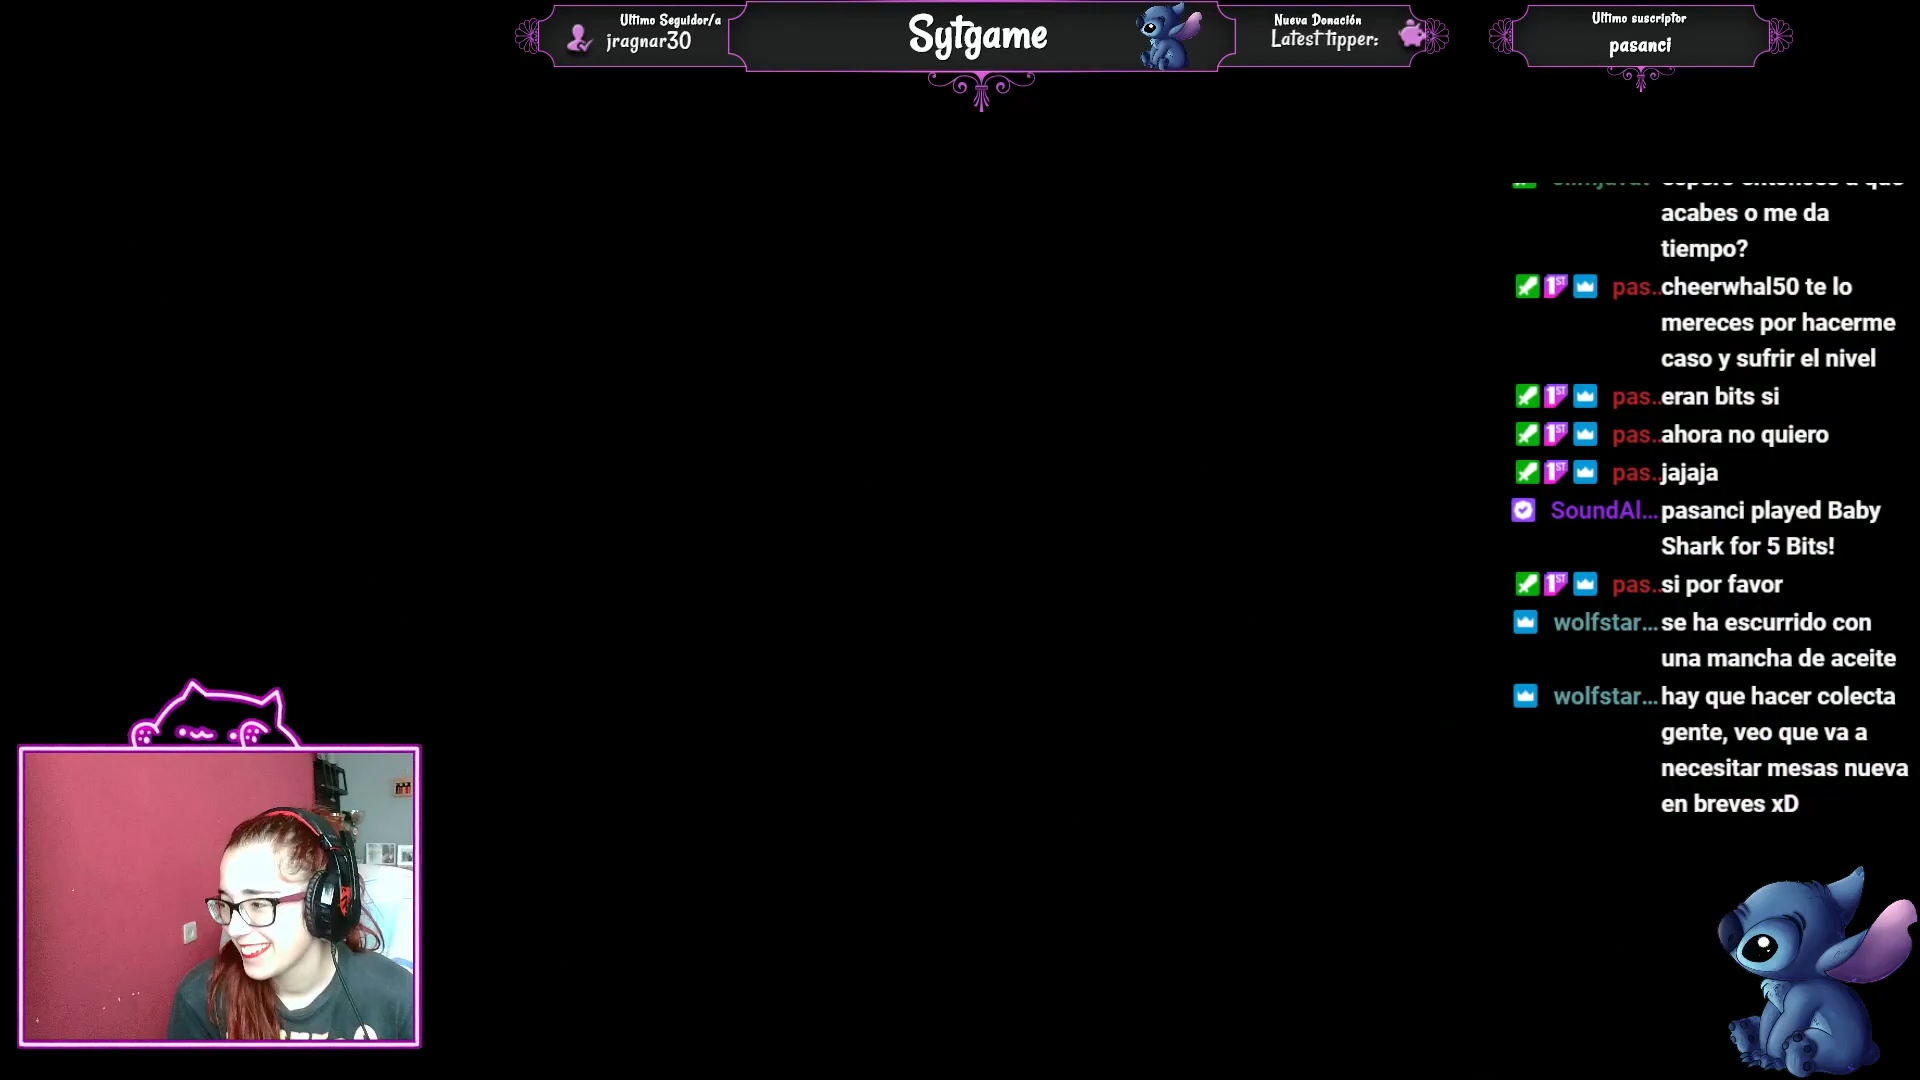 Ultimo Seguidor/a
jragnar30
Sytgame
Nueva Donación
Latest tipper:
Ultimo suscriptor
pasanci
acabes o me da
tiempo?
pas..cheerwhal50 te lo
mereces por hacerme
caso y sufrir el nivel
pas..eran bits si
pas..ahora no quiero
pas..jajaja
SoundAl...pasanci played Baby
Shark for 5 Bits!
pas..si por favor
wolfstar...se ha escurrido con
una mancha de aceite
wolfstar...hay que hacer colecta
gente, veo que va a
necesitar mesas nueva
en breves xD